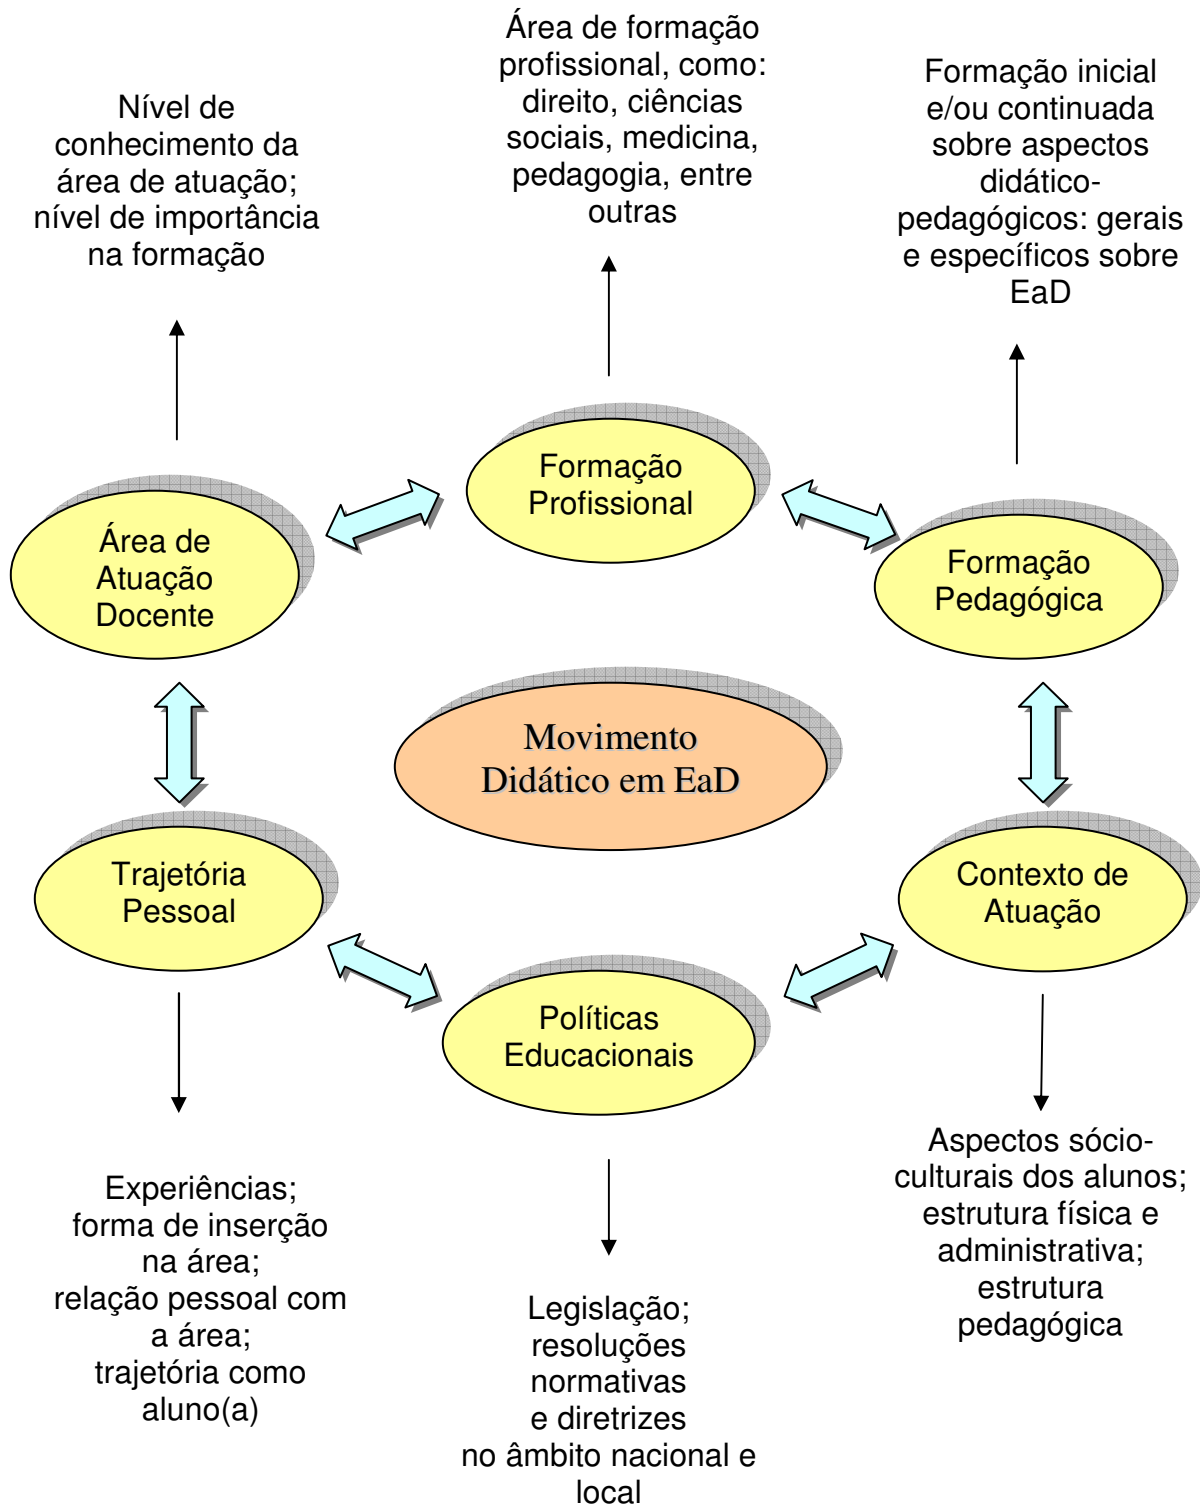 Área de formação
profissional, como:
direito, ciências
sociais, medicina,
pedagogia, entre
outras
Formação inicial
e/ou continuada
sobre aspectos
didático-
pedagógicos: gerais
e específicos sobre
EaD
Nível de
conhecimento da
área de atuação;
nível de importância
na formação
Formação
Profissional
Área de
Atuação
Docente
Formação
Pedagógica
Movimento
Didático em EaD
Trajetória
Pessoal
Contexto de
Atuação
Políticas
Educacionais
Experiências;
forma de inserção
na área;
relação pessoal com
a área;
trajetória como
aluno(a)
Legislação;
resoluções
normativas
e diretrizes
no âmbito nacional e
local
Aspectos sócio-
culturais dos alunos;
estrutura física e
administrativa;
estrutura
pedagógica